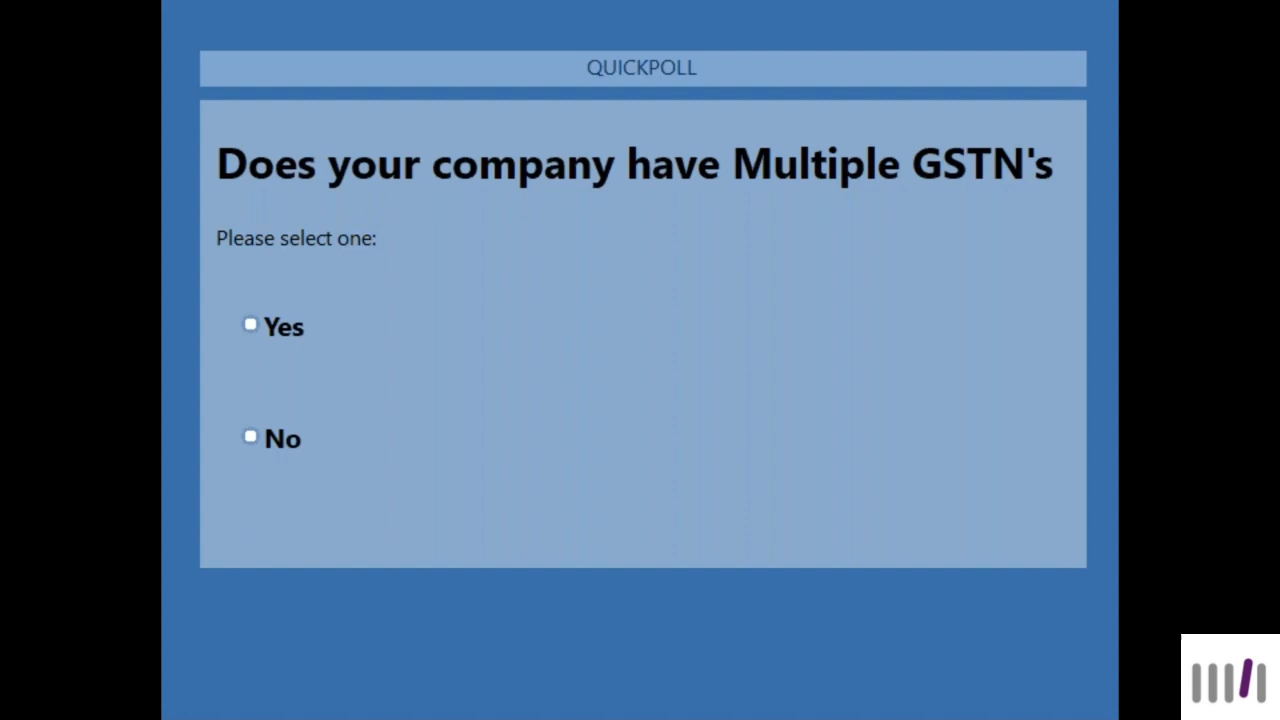 QUICKPOLL
Does your company have Multiple GSTN's
Please select one:
Yes
No